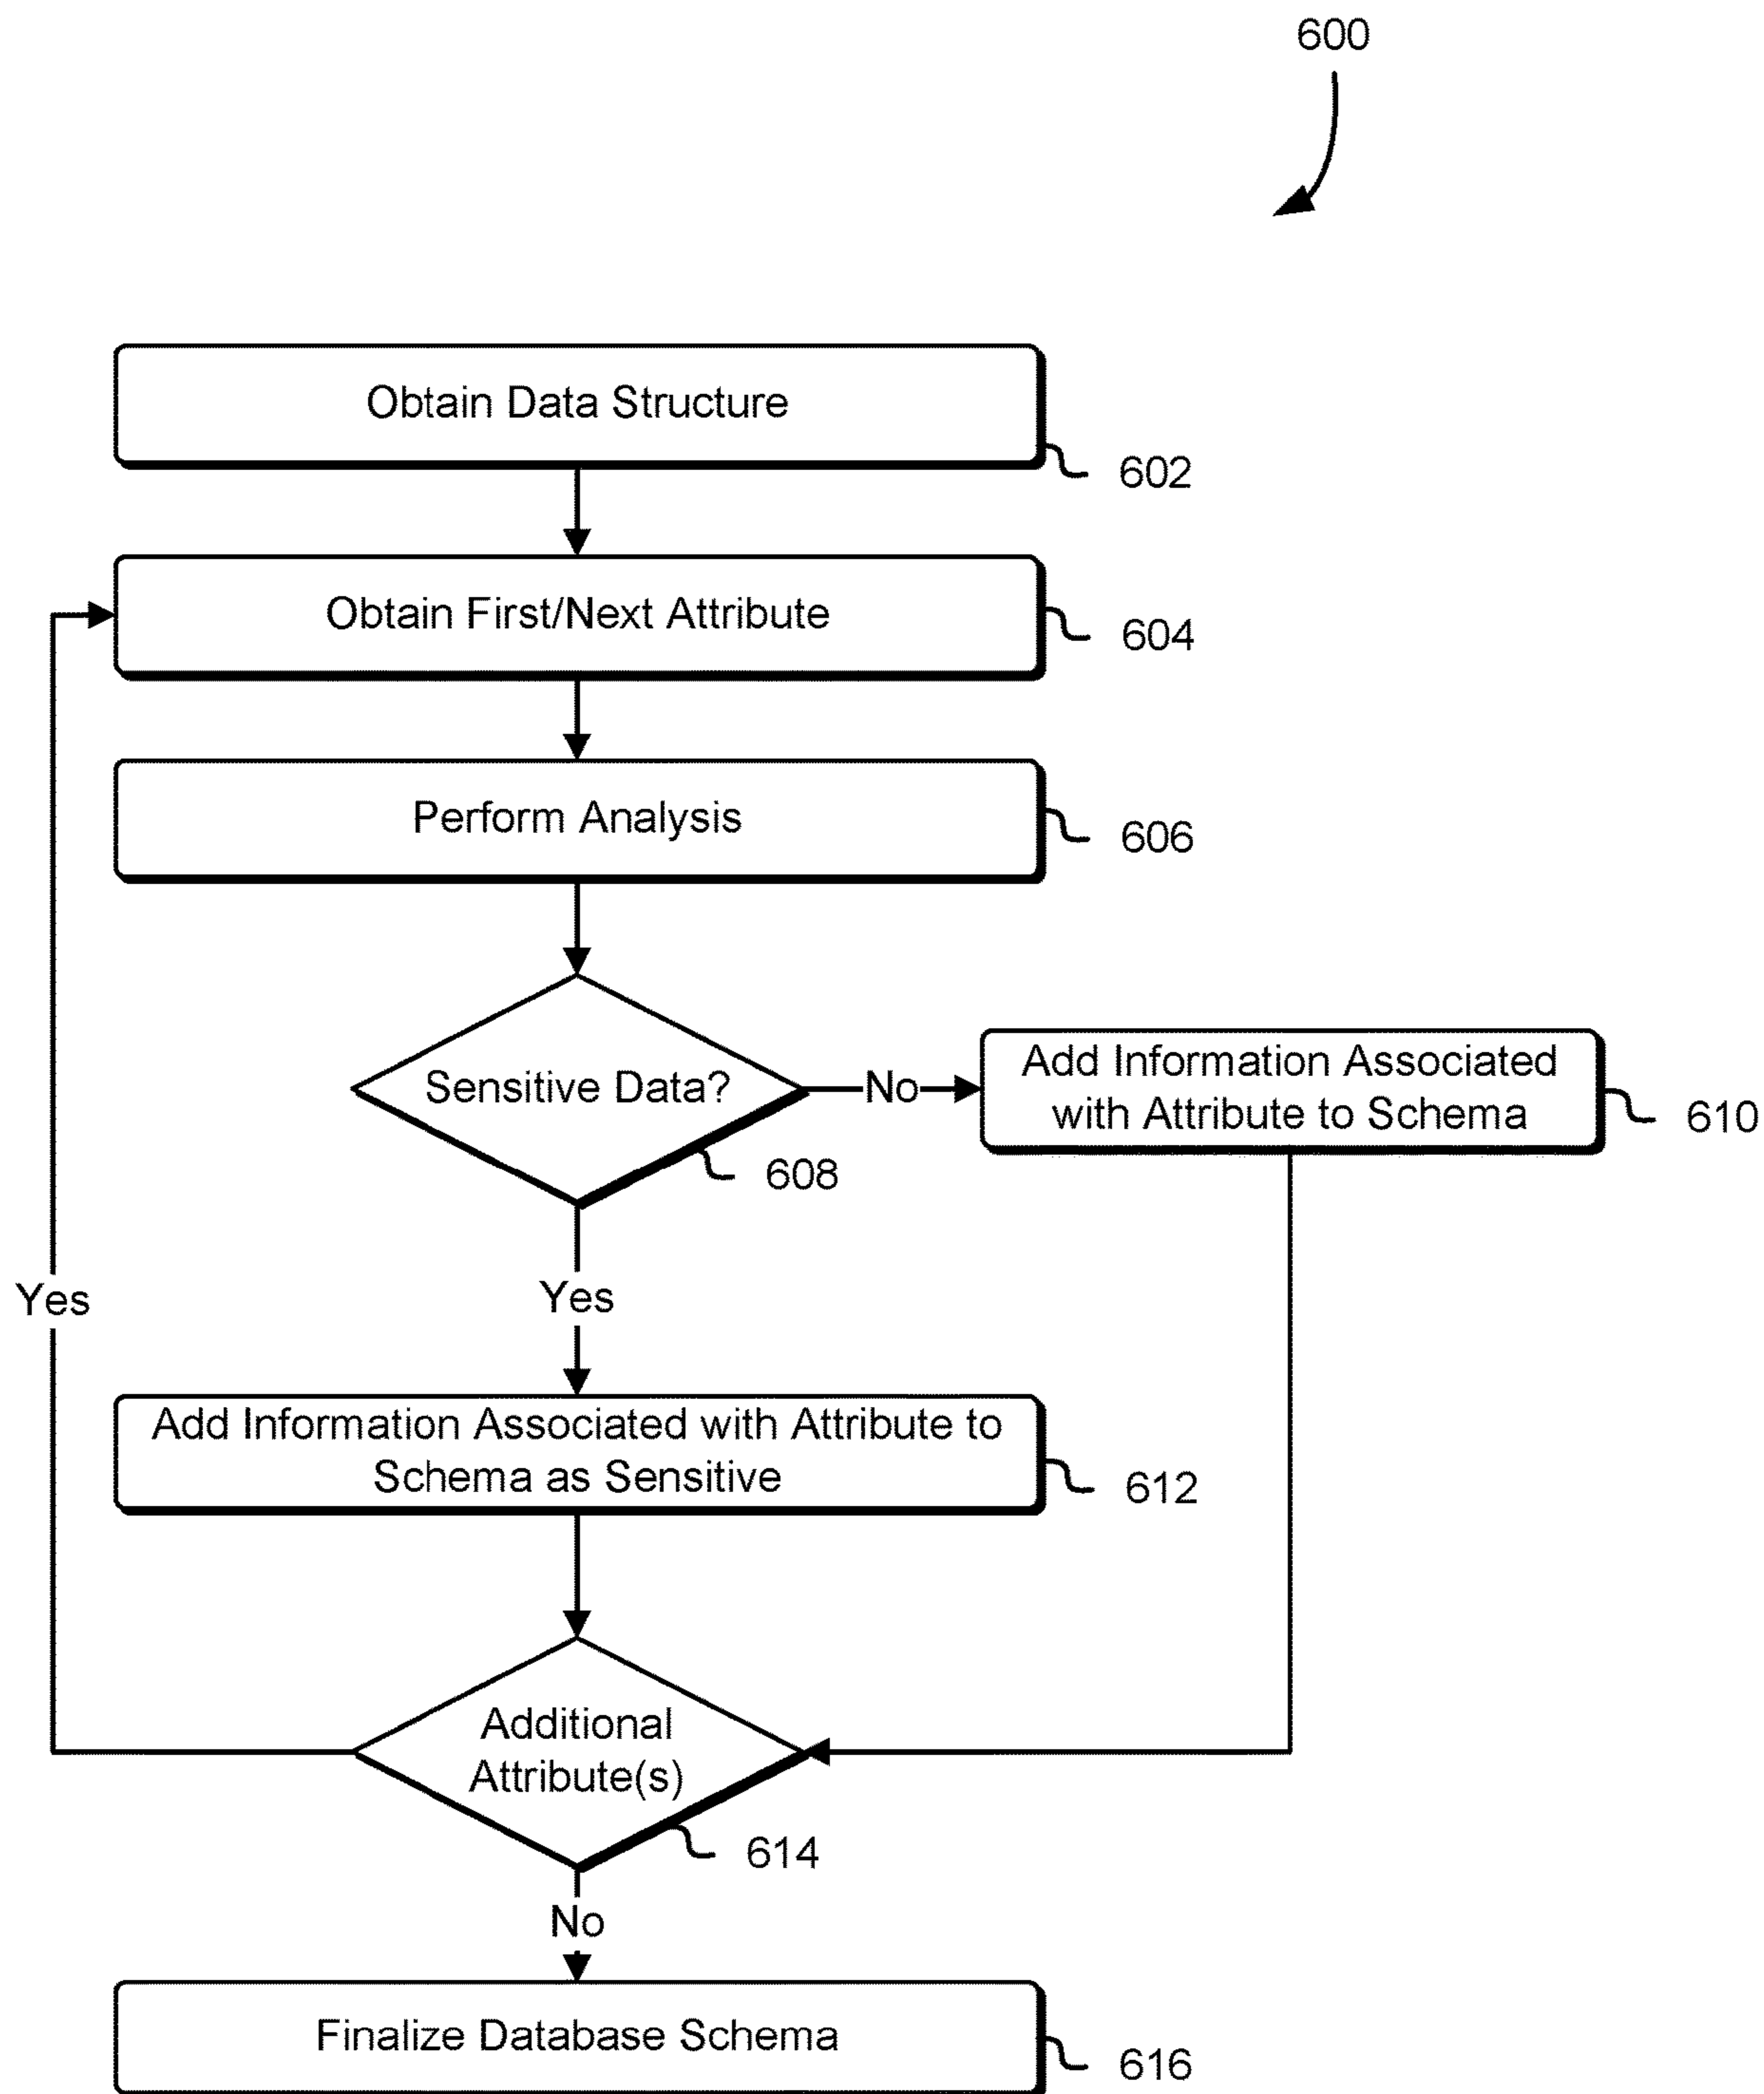 600
Obtain Data Structure
602
Obtain First/Next Attribute
604
Perform Analysis
606
Sensitive Data?
608
No
Add Information Associated
with Attribute to Schema
610
Yes
Yes
Add Information Associated with Attribute to
Schema as Sensitive
612
Additional
Attribute(s)
614
No
Finalize Database Schema
616